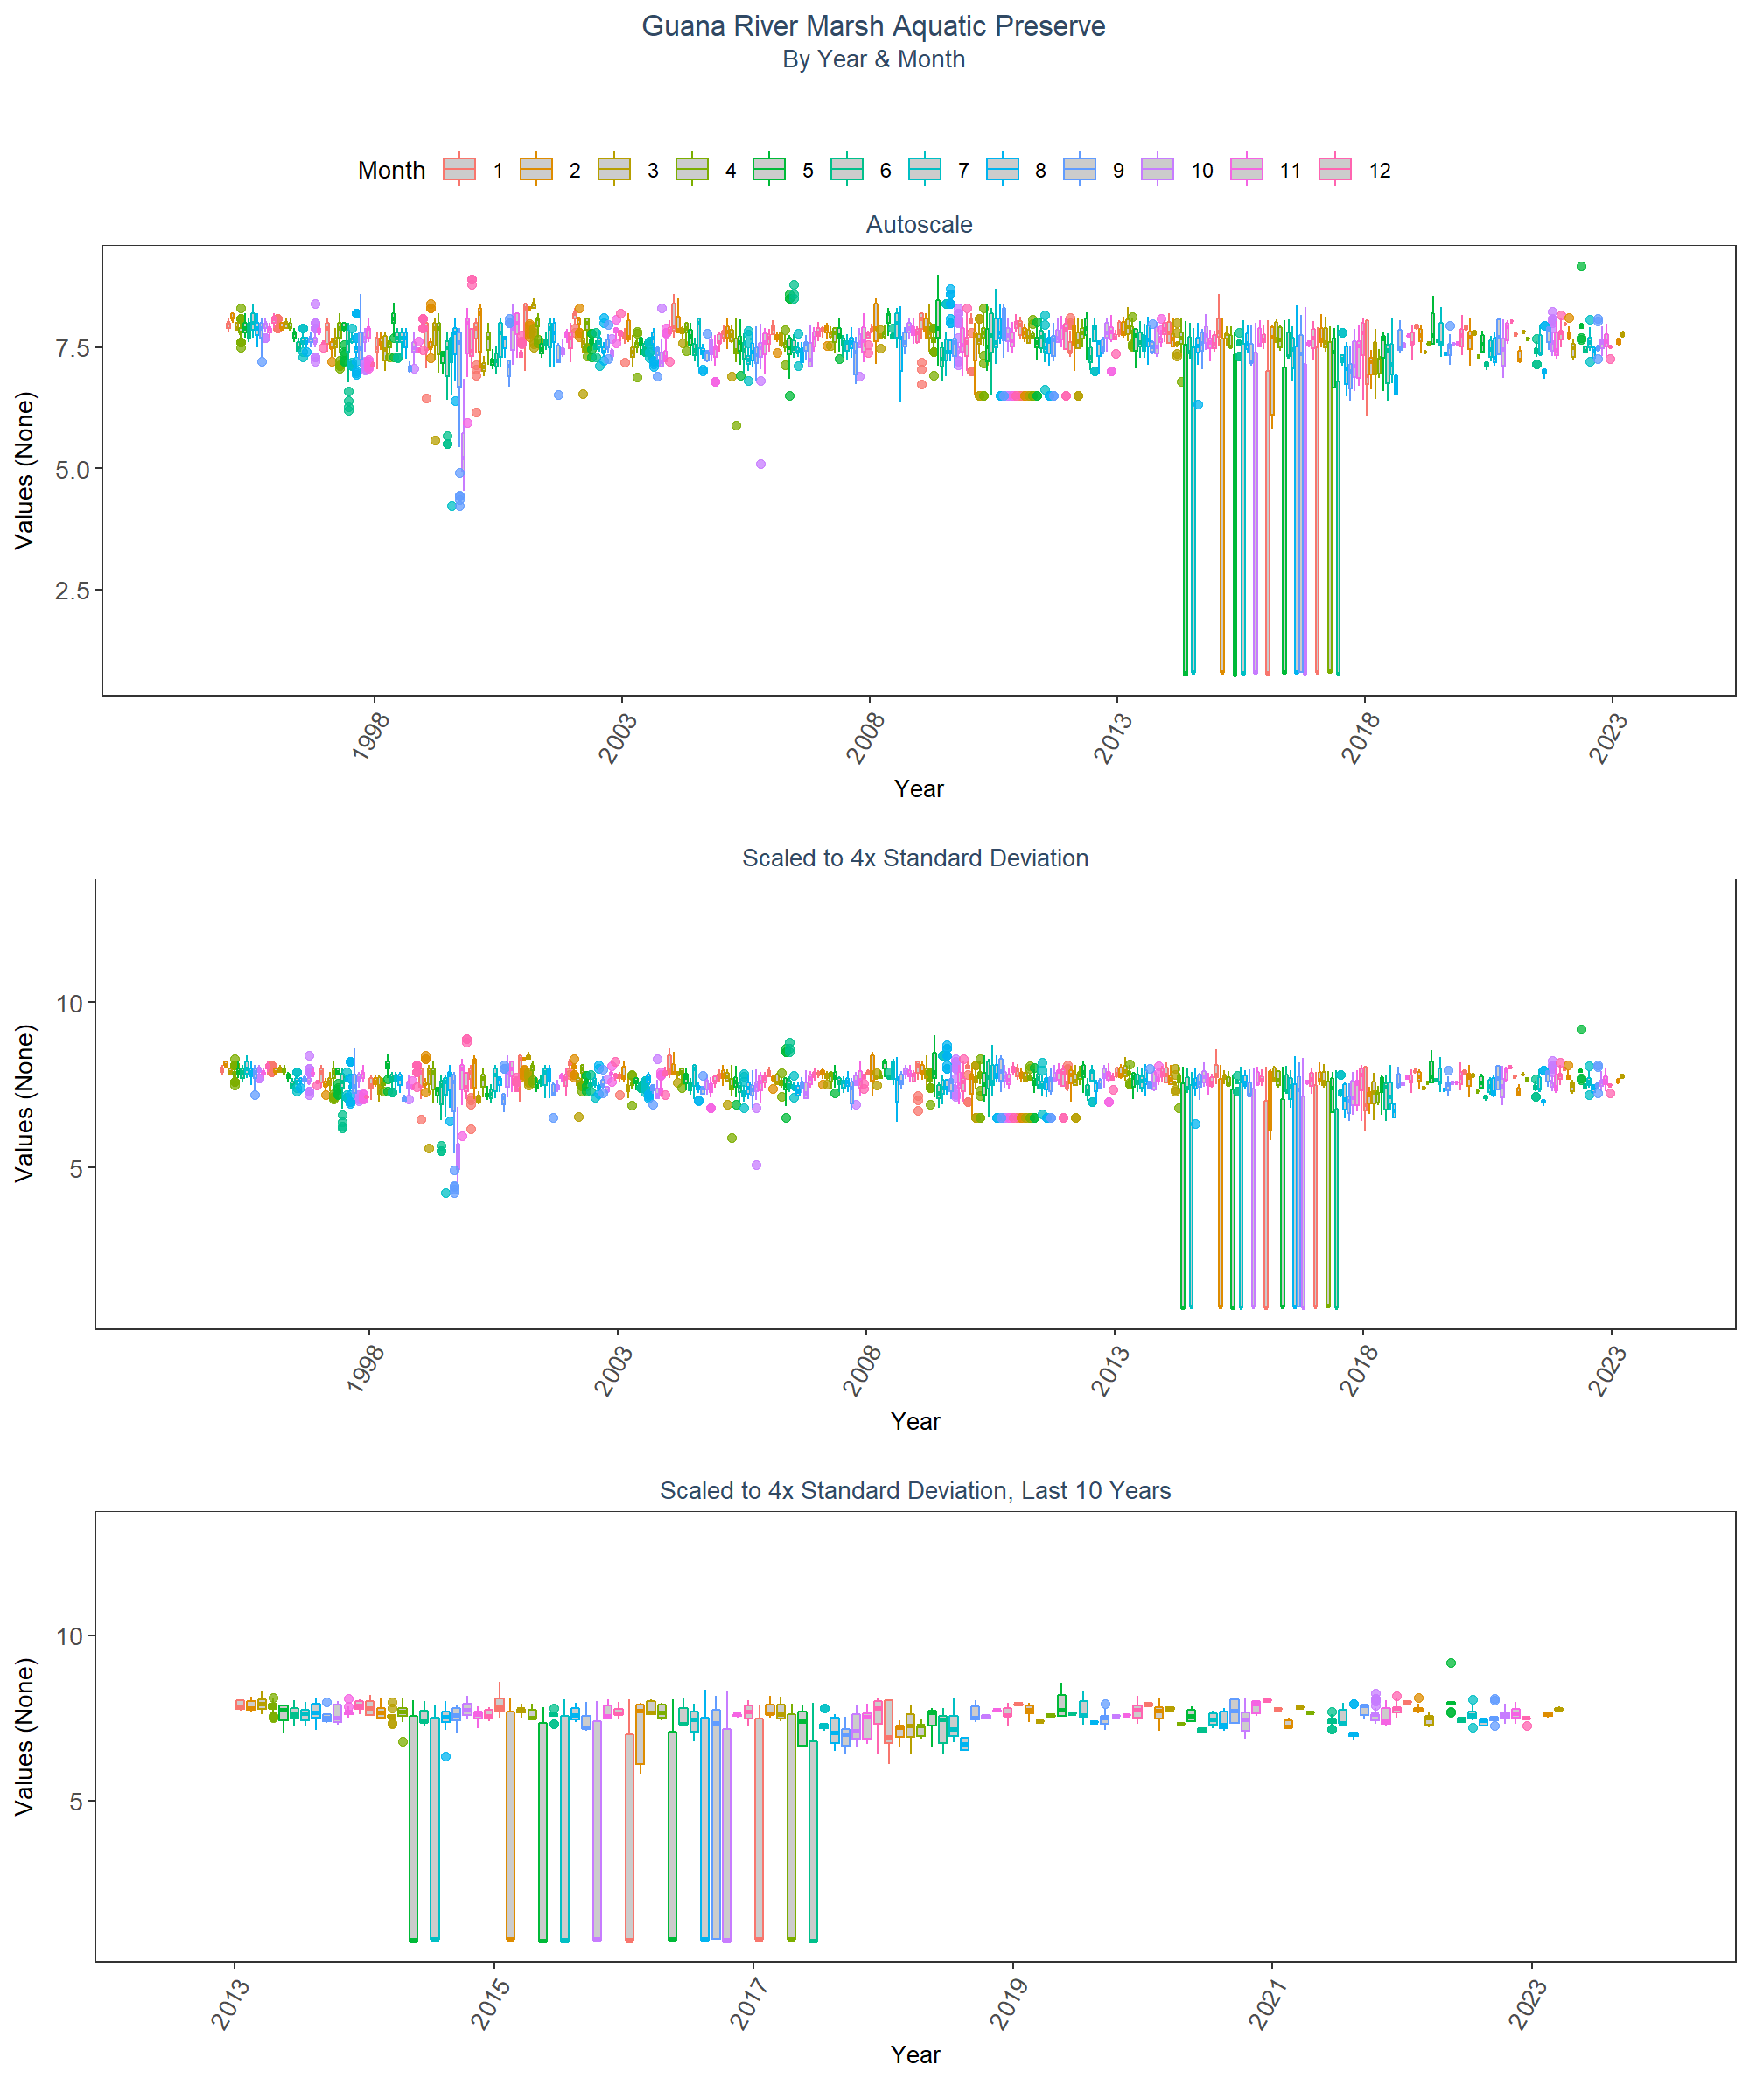 Guana River Marsh Aquatic Preserve
By Year & Month
Month 1 2 3 4 5 6 7 8 9 10 11 12
Autoscale
Values (None)
7.5
5.0
2.5
1998 2003 2008 2013 2018 2023
Year
Scaled to 4x Standard Deviation
Values (None)
10
5
1998 2003 2008 2013 2018 2023
Year
Scaled to 4x Standard Deviation, Last 10 Years
Values (None)
10
5
2013 2015 2017 2019 2021 2023
Year